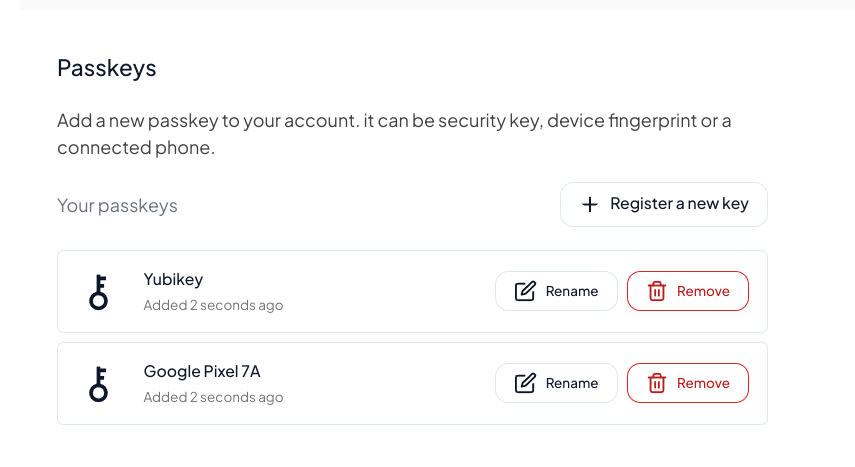 Passkeys
Add a new passkey to your account. it can be security key, device fingerprint or a
connected phone.
Your passkeys
Register a new key
Yubikey
Added 2 seconds ago
Rename
Remove
Google Pixel 7A
Added 2 seconds ago
Rename
Remove